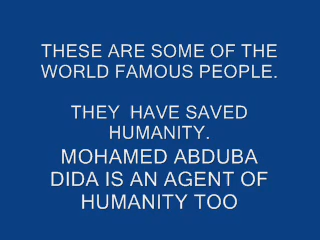 THESE ARE SOME OF THE
WORLD FAMOUS PEOPLE.
THEY HAVE SAVED
HUMANITY.
MOHAMED ABDUBA
DIDA IS AN AGENT OF
HUMANITY TOO